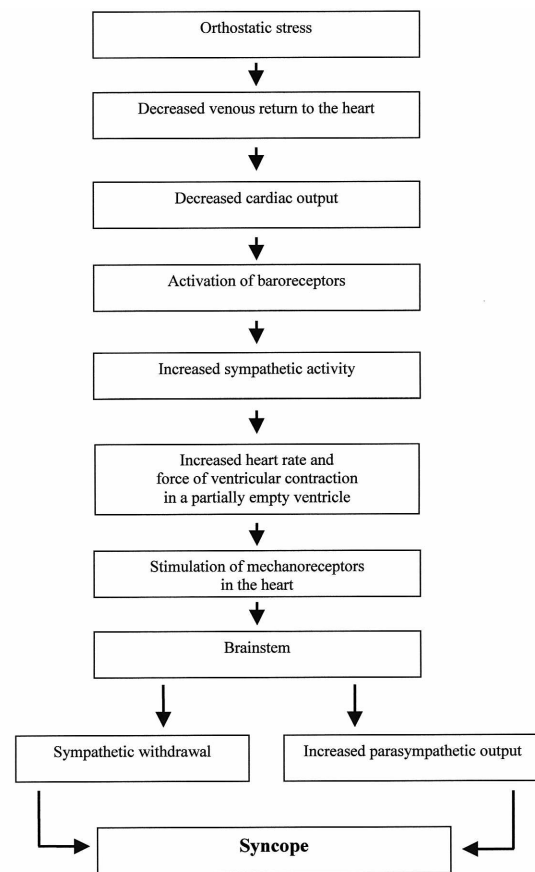 Orthostatic stress
Decreased venous return to the heart
Decreased cardiac output
Activation of baroreceptors
Increased sympathetic activity
Increased heart rate and
force of ventricular contraction
in a partially empty ventricle
Stimulation of mechanoreceptors
in the heart
Brainstem
Sympathetic withdrawal
Increased parasympathetic output
Syncope